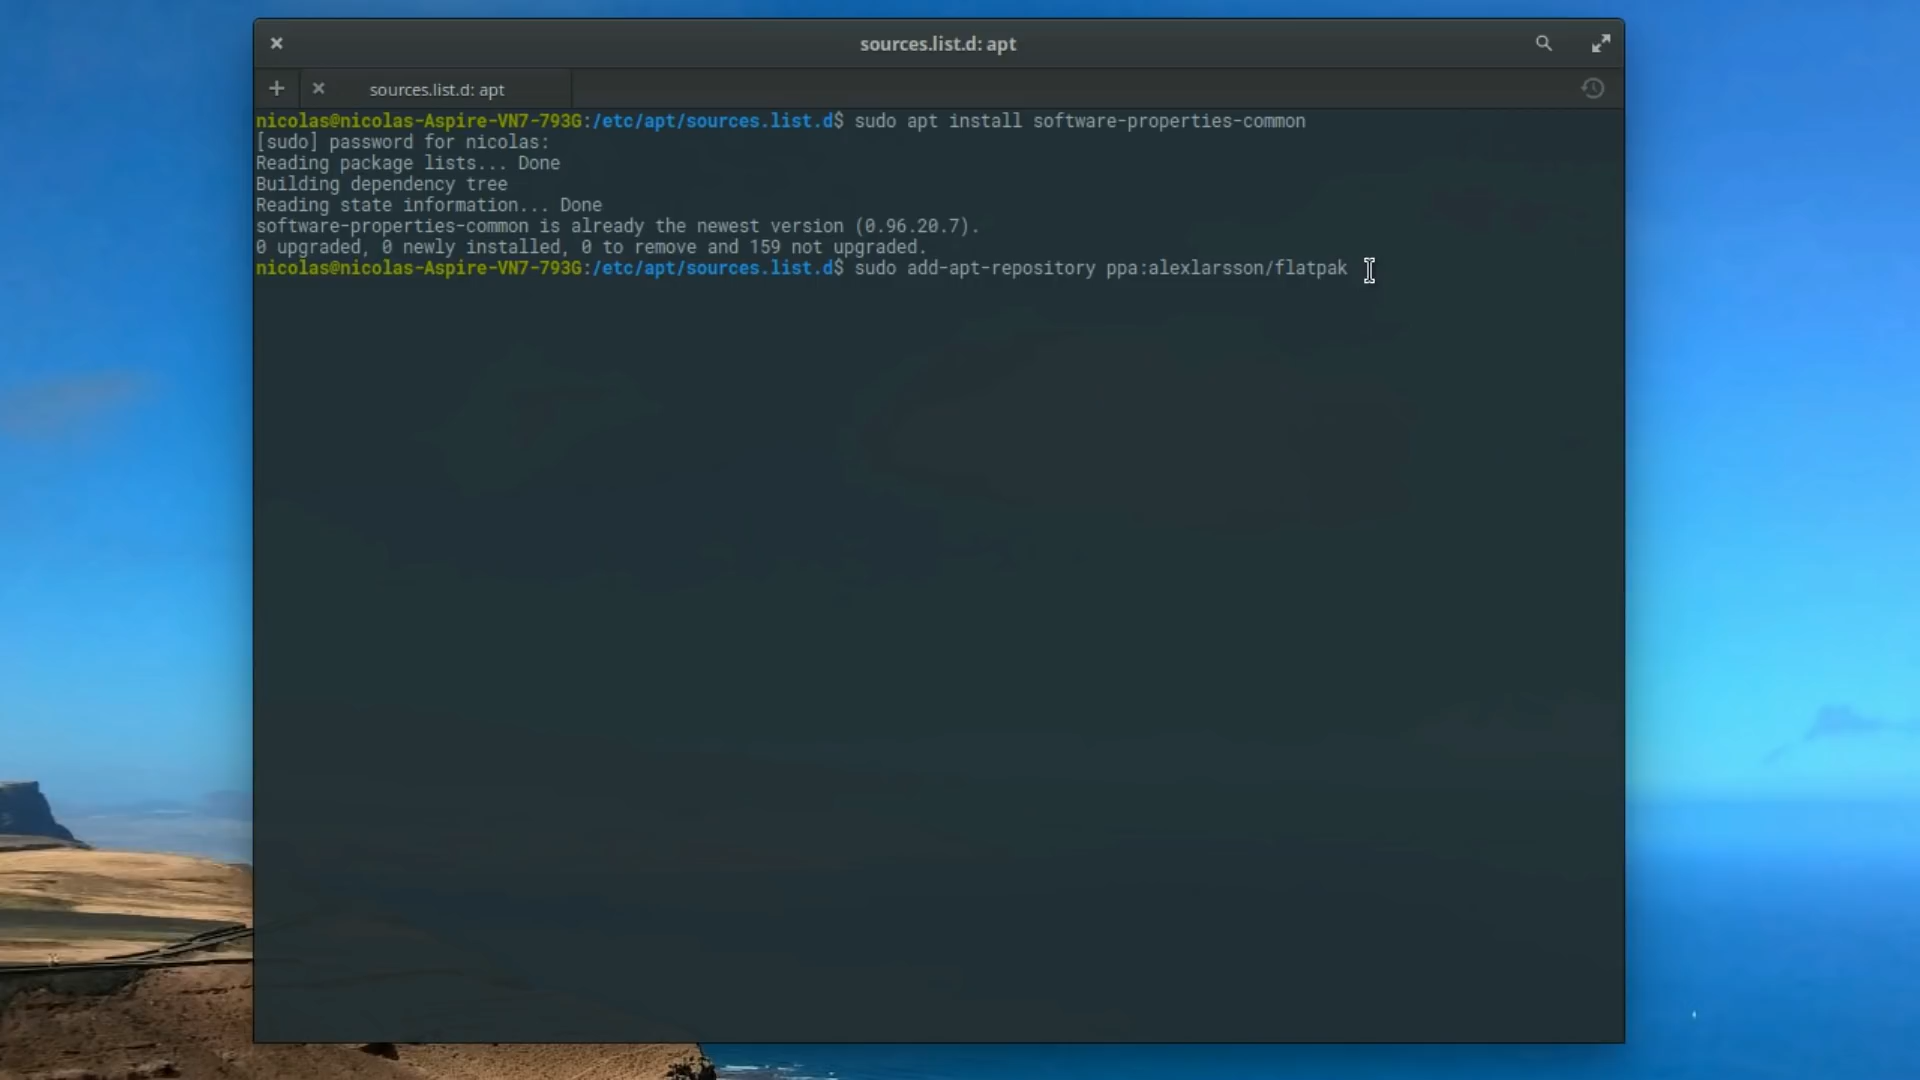 sources.list.d: apt
sources.list.d: apt
nicolas@nicolas-Aspire-VN7-793G:/etc/apt/sources.list.d$ sudo apt install software-properties-common
[sudo] password for nicolas:
Reading package lists... Done
Building dependency tree
Reading state information... Done
software-properties-common is already the newest version (0.96.20.7).
0 upgraded, 0 newly installed, 0 to remove and 159 not upgraded.
nicolas@nicolas-Aspire-VN7-793G:/etc/apt/sources.list.d$ sudo add-apt-repository ppa:alexlarsson/flatpak